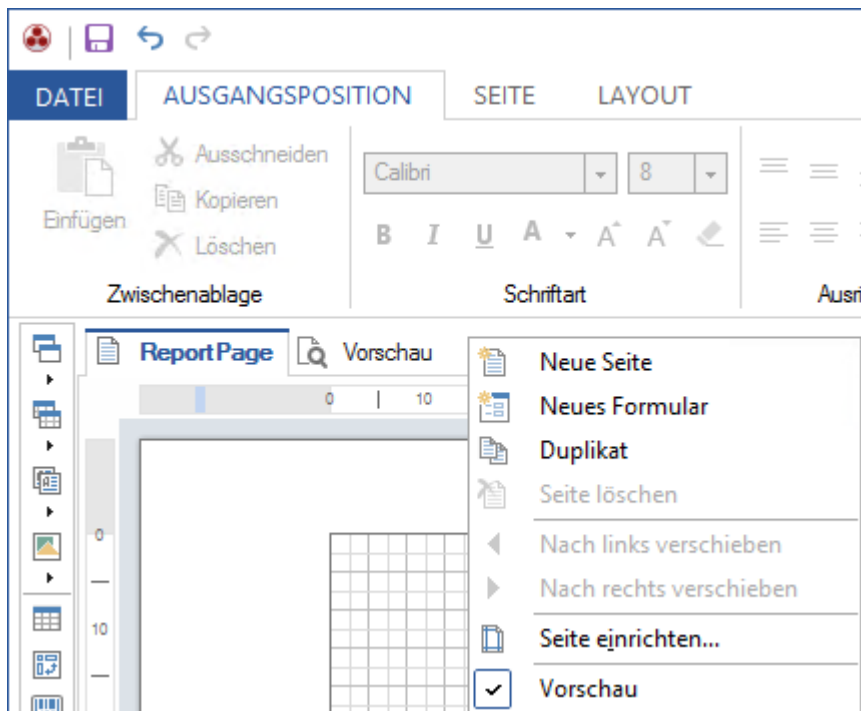 DATEI AUSGANGSPOSITION SEITE LAYOUT
Einfügen
Ausschneiden
Kopieren
Löschen
Zwischenablage
Calibri 8
B I U A A A
Schriftart
ReportPage Vorschau
0 10
0
10
Neue Seite
Neues Formular
Duplikat
Seite löschen
Nach links verschieben
Nach rechts verschieben
Seite einrichten...
Vorschau